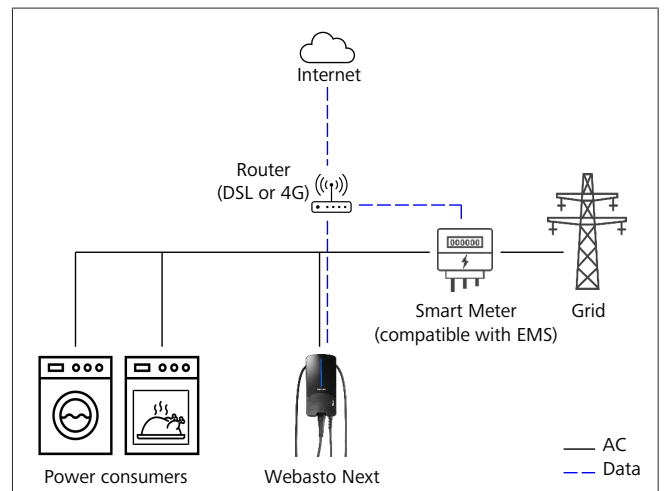 Internet
Router
(DSL or 4G)
000000
Smart Meter
(compatible with EMS)
Grid
Power consumers
Webasto Next
AC
Data